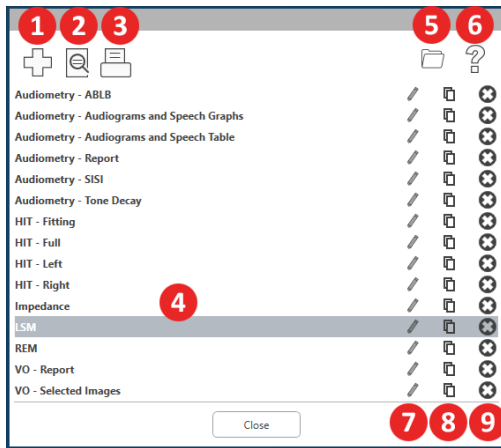 1 2 3 5 6
Audiometry - ABLB
Audiometry - Audiograms and Speech Graphs
Audiometry - Audiograms and Speech Table
Audiometry - Report
Audiometry - SISI
Audiometry - Tone Decay
HIT - Fitting
HIT - Full
HIT - Left
HIT - Right
Impedance
4
LSM
REM
VO - Report
VO - Selected Images
Close
7 8 9